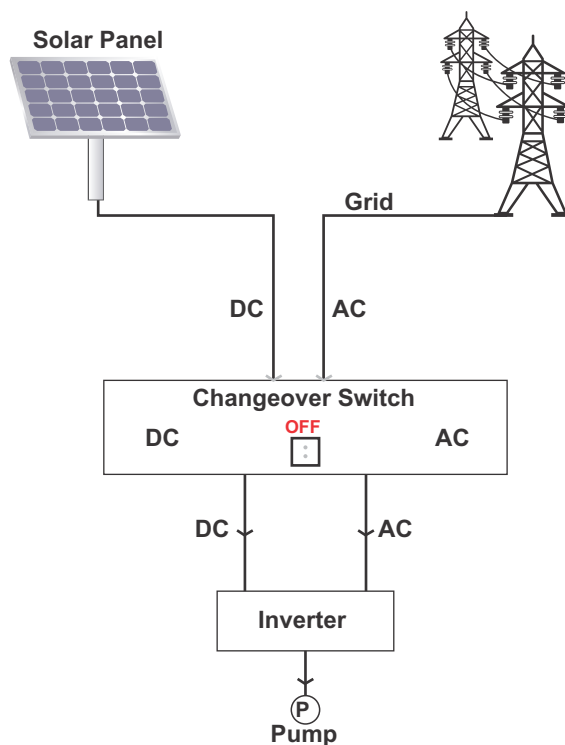 Solar Panel
Grid
DC AC
Changeover Switch
OFF
DC AC
DC AC
Inverter
P
Pump